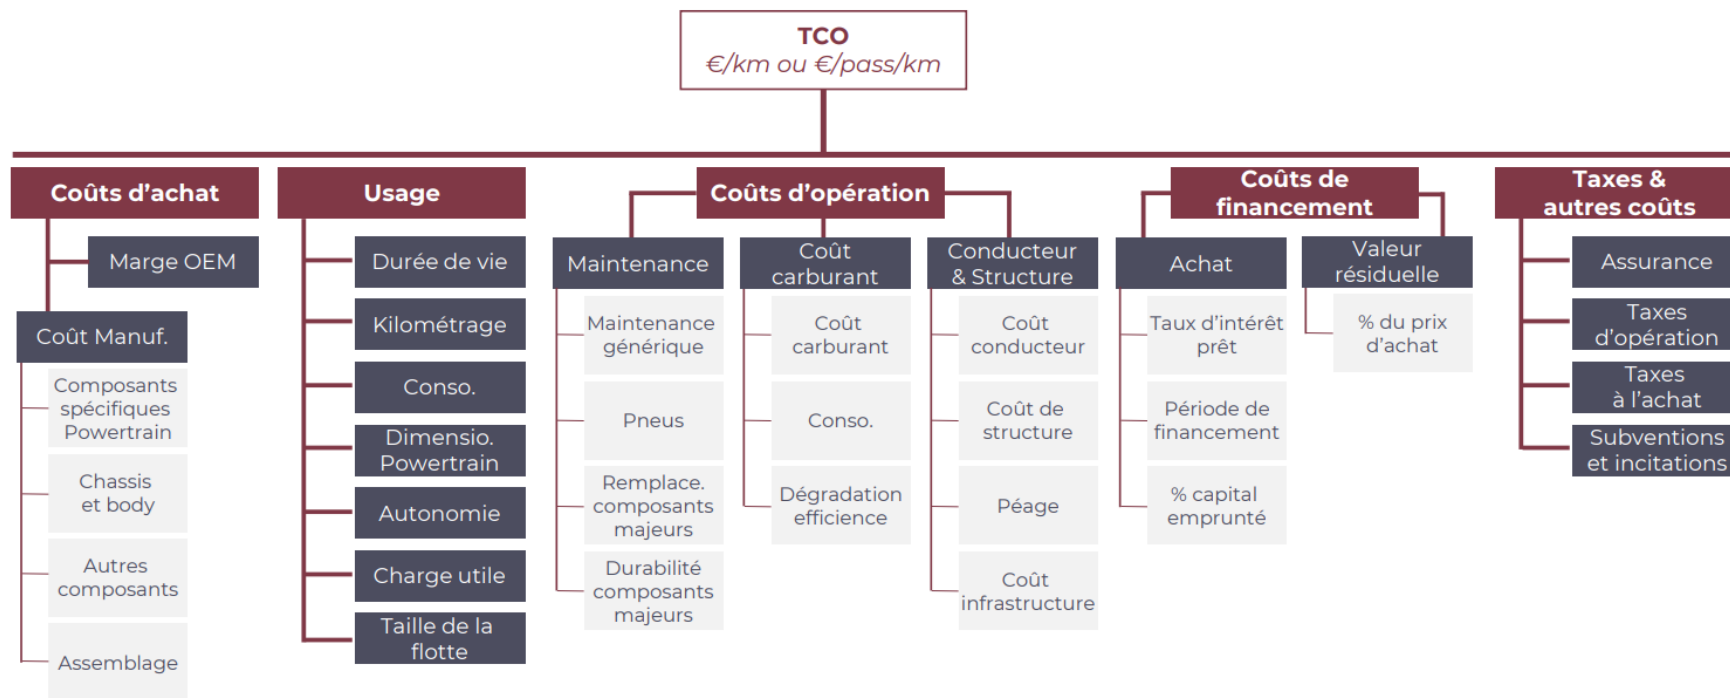 TCO
€/km ou €/pass/km
Coûts d’achat
Marge OEM
Coût Manuf.
Composants
spécifiques
Powertrain
Chassis
et body
Autres
composants
Assemblage
Usage
Durée de vie
Kilométrage
Conso.
Dimensio.
Powertrain
Autonomie
Charge utile
Taille de la
flotte
Coûts d’opération
Maintenance
Maintenance
générique
Pneus
Remplace.
composants
majeurs
Durabilité
composants
majeurs
Coût
carburant
Coût
carburant
Conso.
Dégradation
efficience
Conducteur
& Structure
Coût
conducteur
Coût de
structure
Péage
Coût
infrastructure
Coûts de
financement
Achat
Taux d’intérêt
prêt
Période de
financement
% capital
emprunté
Valeur
résiduelle
% du prix
d’achat
Taxes &
autres coûts
Assurance
Taxes
d’opération
Taxes
à l’achat
Subventions
et incitations